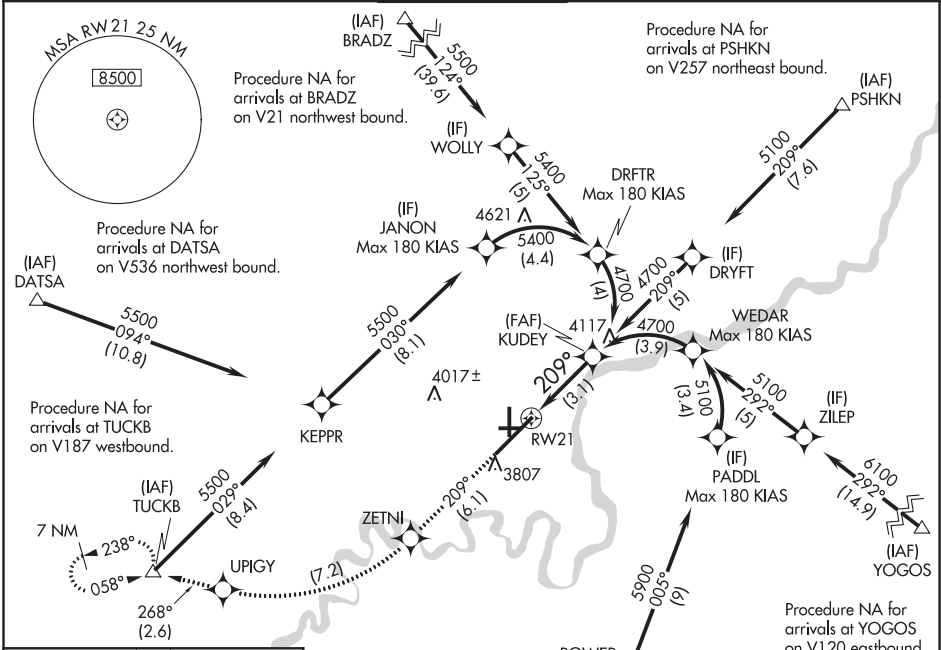 MSA RW 21 25 NM
8500
(IAF)
BRADZ
5500
124°
(39.6)
Procedure NA for
arrivals at BRADZ
on V21 northwest bound.
Procedure NA for
arrivals at PSHKN
on V257 northeast bound.
(IAF)
PSHKN
5100
209°
(7.6)
(IF)
WOLLY
5400
125°
(5)
DRFTR
Max 180 KIAS
(IF)
JANON
Max 180 KIAS
4621
5400
(4.4)
4700
(4)
4700
209°
(5)
(IF)
DRYFT
Procedure NA for
arrivals at DATSA
on V536 northwest bound.
(IAF)
DATSA
5500
094°
(10.8)
5500
030°
(8.1)
(FAF)
KUDEY
4117
4700
(3.9)
WEDAR
Max 180 KIAS
209°
(3.1)
4017±
5100
(3.4)
5100
292°
(5)
(IF)
ZILEP
Procedure NA for
arrivals at TUCKB
on V187 westbound.
KEPPR
RW21
(IF)
PADDL
Max 180 KIAS
3807
6100
292°
(14.9)
(IAF)
YOGOS
(IAF)
TUCKB
5500
029°
(8.4)
209°
(6.1)
ZETNI
7 NM
238°
058°
UPIGY
(7.2)
268°
(2.6)
5900
005°
(9)
Procedure NA for
arrivals at YOGOS
on V120 eastbound